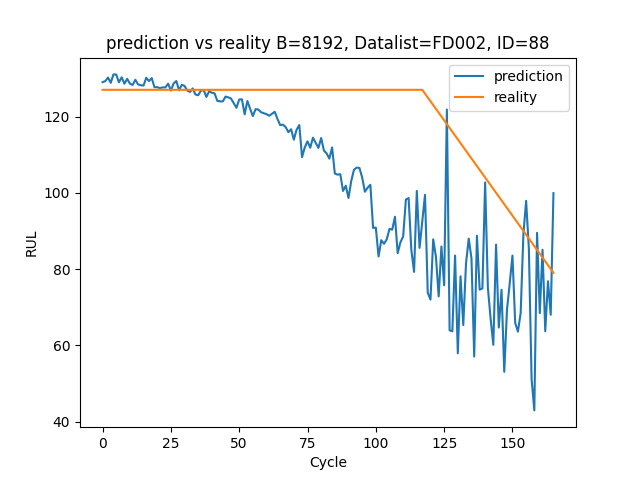 prediction vs reality B=8192, Datalist=FD002, ID=88
prediction
reality
RUL
120
100
80
60
40
0 25 50 75 100 125 150
Cycle